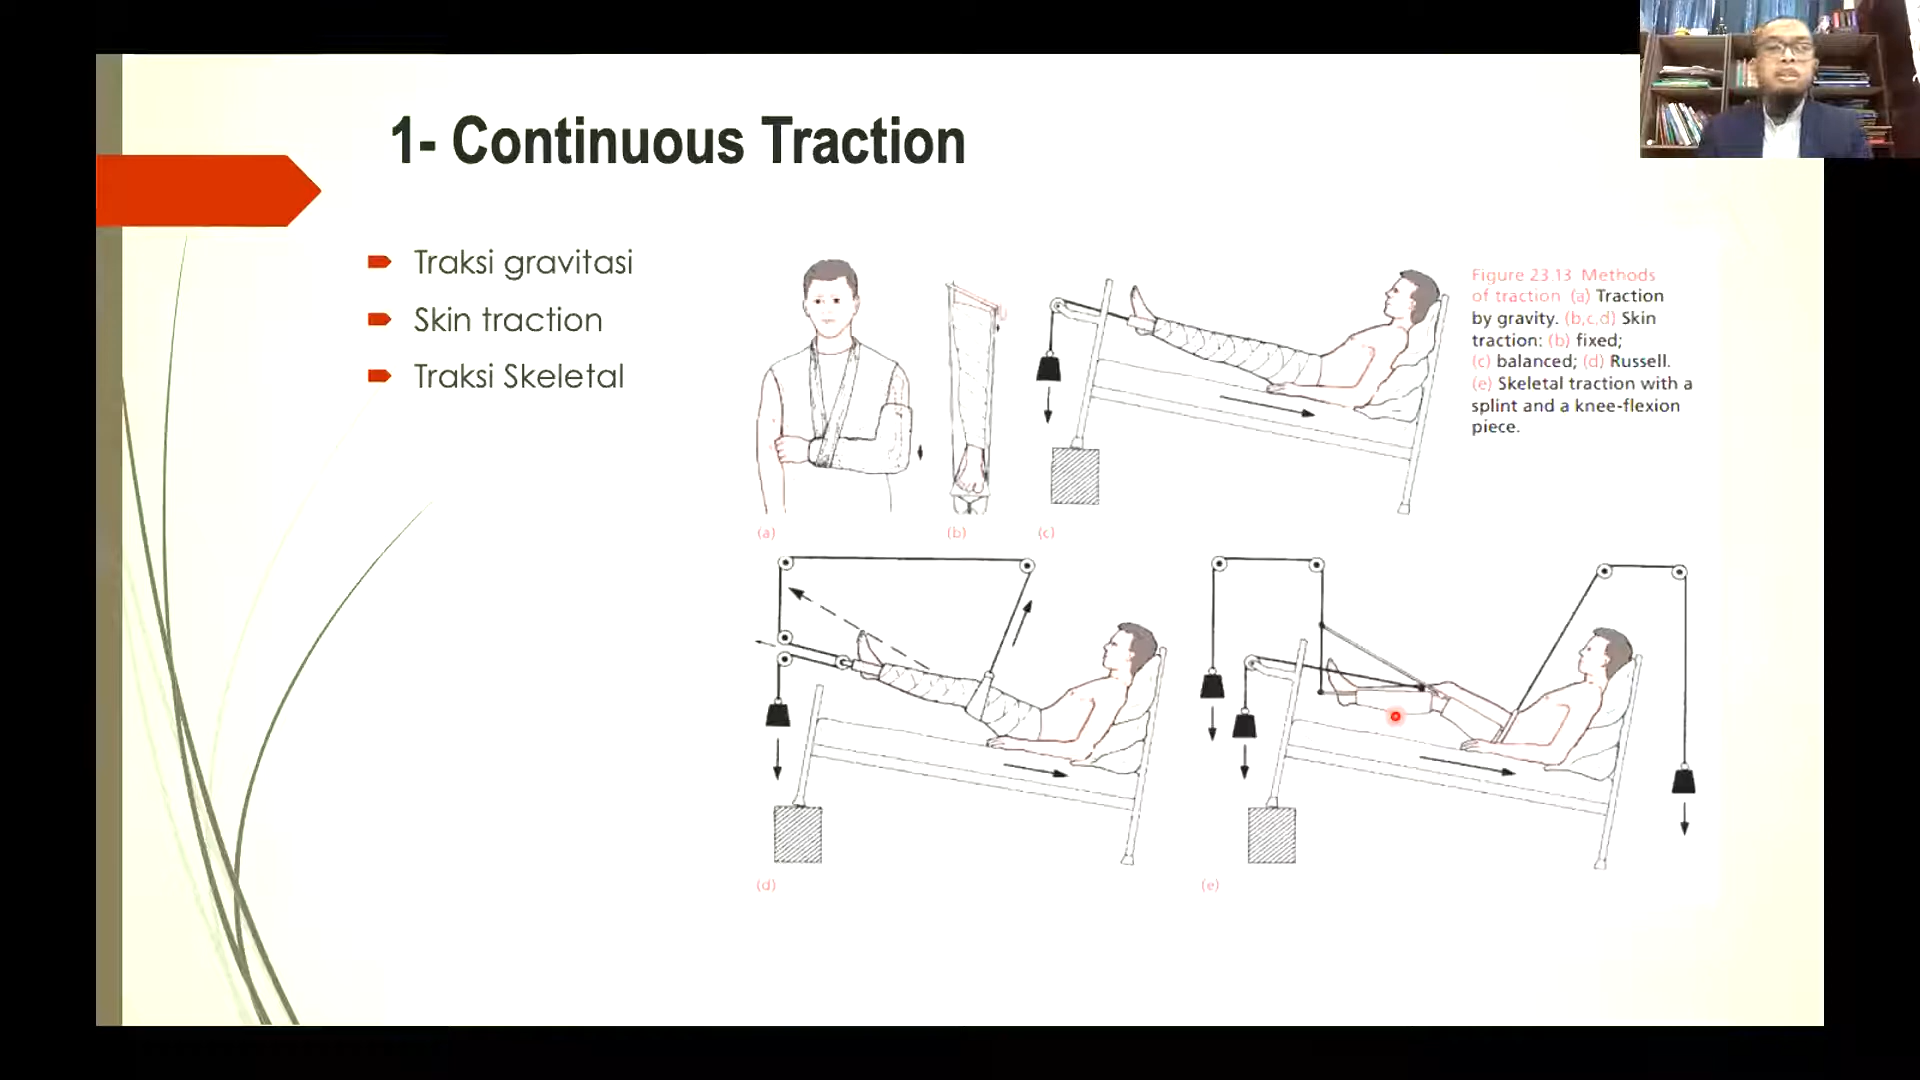 1- Continuous Traction
Traksi gravitasi
Skin traction
Traksi Skeletal
Figure 23.13 Methods
of traction (a) Traction
by gravity. (b,c,d) Skin
traction: (b) fixed;
(c) balanced; (d) Russell.
(e) Skeletal traction with a
splint and a knee-flexion
piece.
(a)
(b)
(c)
(d)
(e)